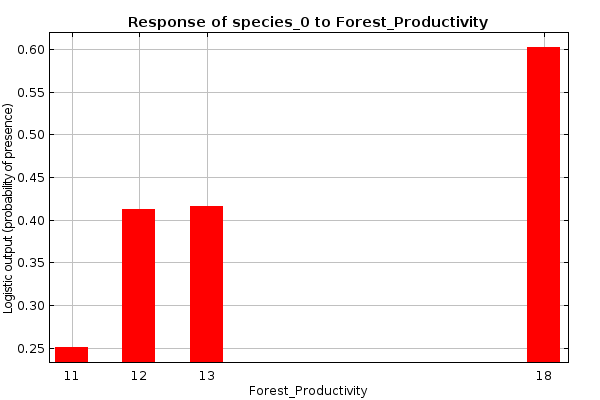 Response of species_0 to Forest_Productivity
Logistic output (probability of presence)
0.60
0.55
0.50
0.45
0.40
0.35
0.30
0.25
11 12 13 18
Forest_Productivity